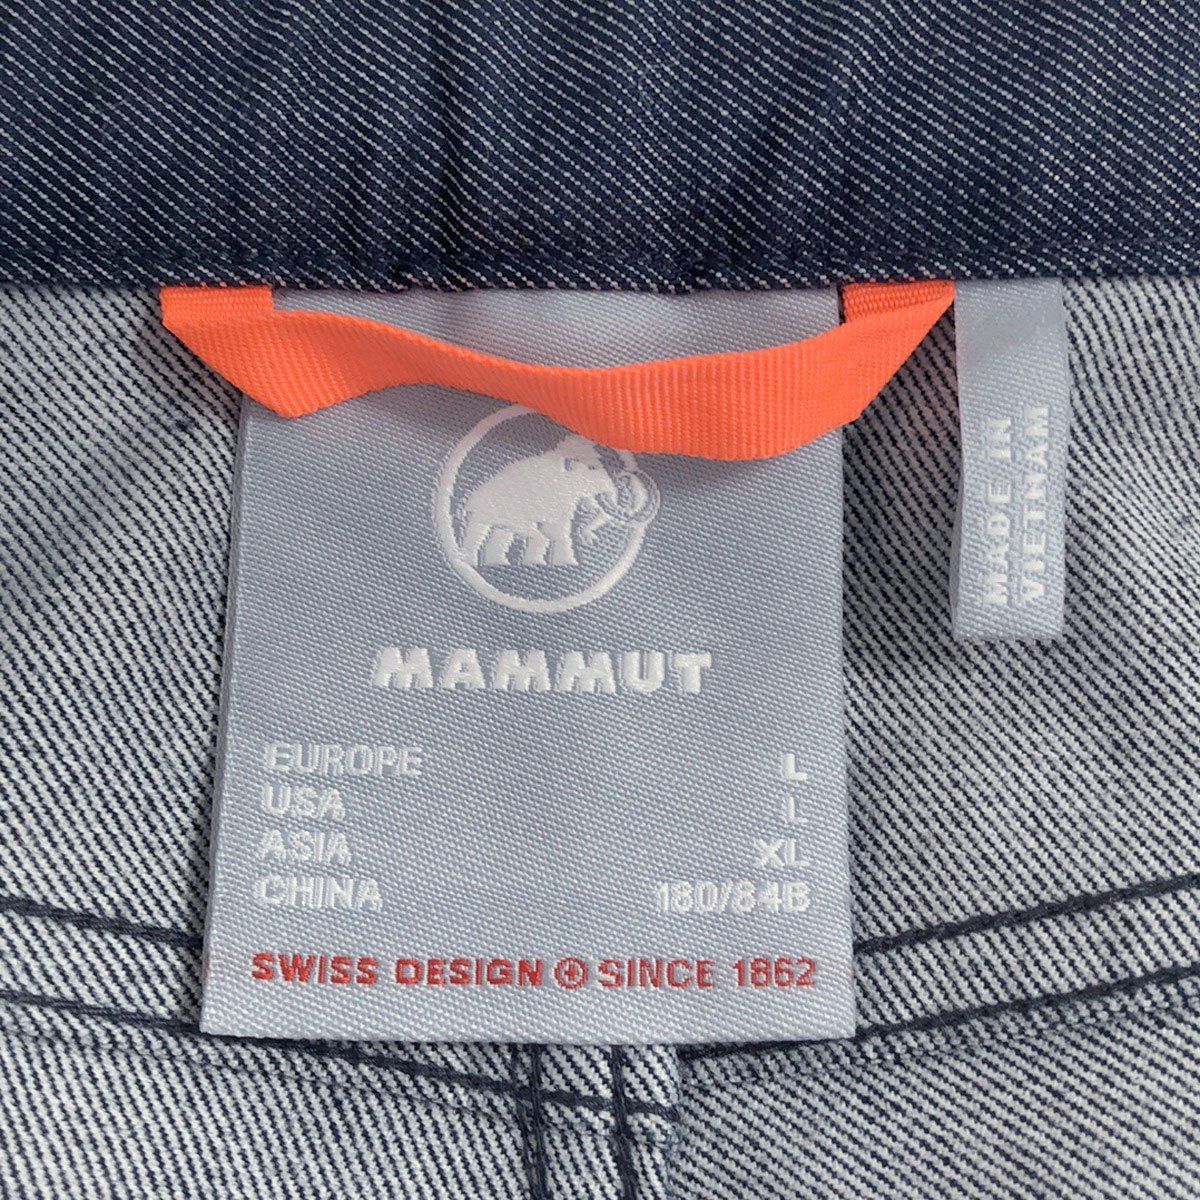 MAMMUT
EUROPE L
USA L
ASIA XL
CHINA 180/84B
SWISS DESIGN SINCE 1862
MADE IN
VIETNAM